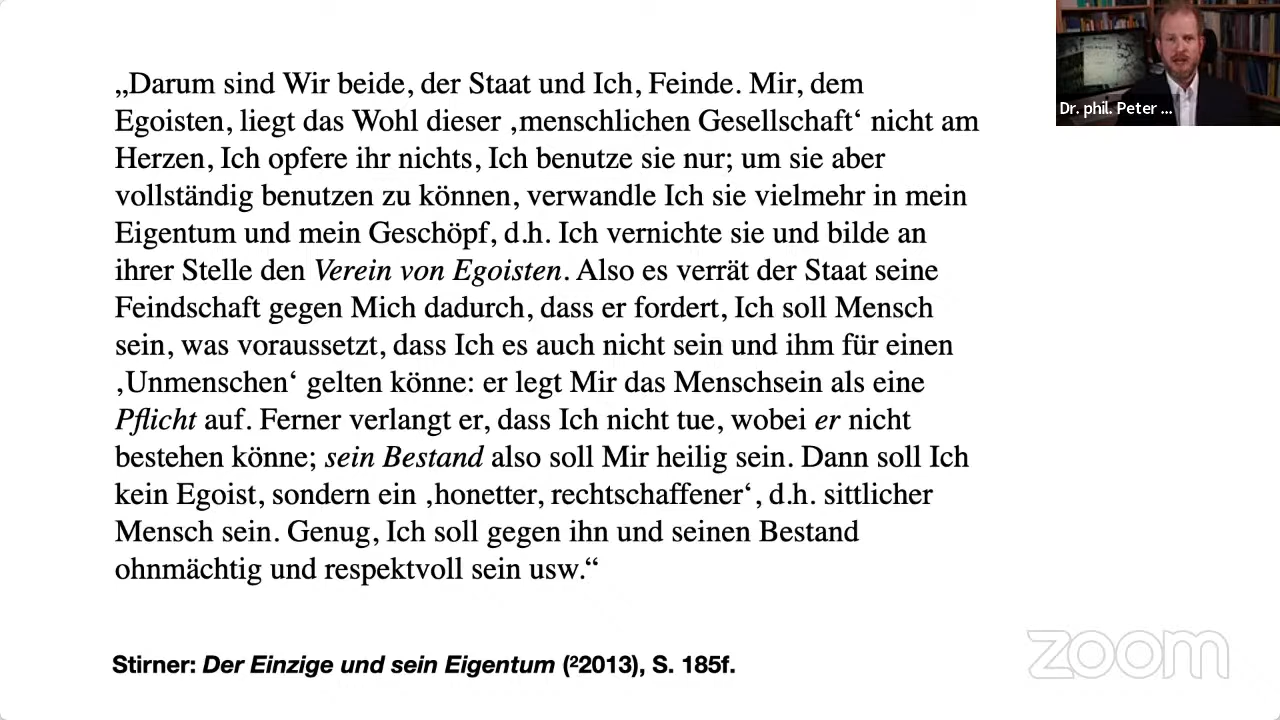 „Darum sind Wir beide, der Staat und Ich, Feinde. Mir, dem
Egoisten, liegt das Wohl dieser ‚menschlichen Gesellschaft‘ nicht am
Herzen, Ich opfere ihr nichts, Ich benutze sie nur; um sie aber
vollständig benutzen zu können, verwandle Ich sie vielmehr in mein
Eigentum und mein Geschöpf, d.h. Ich vernichte sie und bilde an
ihrer Stelle den Verein von Egoisten. Also es verrät der Staat seine
Feindschaft gegen Mich dadurch, dass er fordert, Ich soll Mensch
sein, was voraussetzt, dass Ich es auch nicht sein und ihm für einen
‚Unmenschen‘ gelten könne: er legt Mir das Menschsein als eine
Pflicht auf. Ferner verlangt er, dass Ich nicht tue, wobei er nicht
bestehen könne; sein Bestand also soll Mir heilig sein. Dann soll Ich
kein Egoist, sondern ein ‚honetter, rechtschaffener‘, d.h. sittlicher
Mensch sein. Genug, Ich soll gegen ihn und seinen Bestand
ohnmächtig und respektvoll sein usw.“
Stirner: Der Einzige und sein Eigentum (²2013), S. 185f.
Dr. phil. Peter ...
zoom